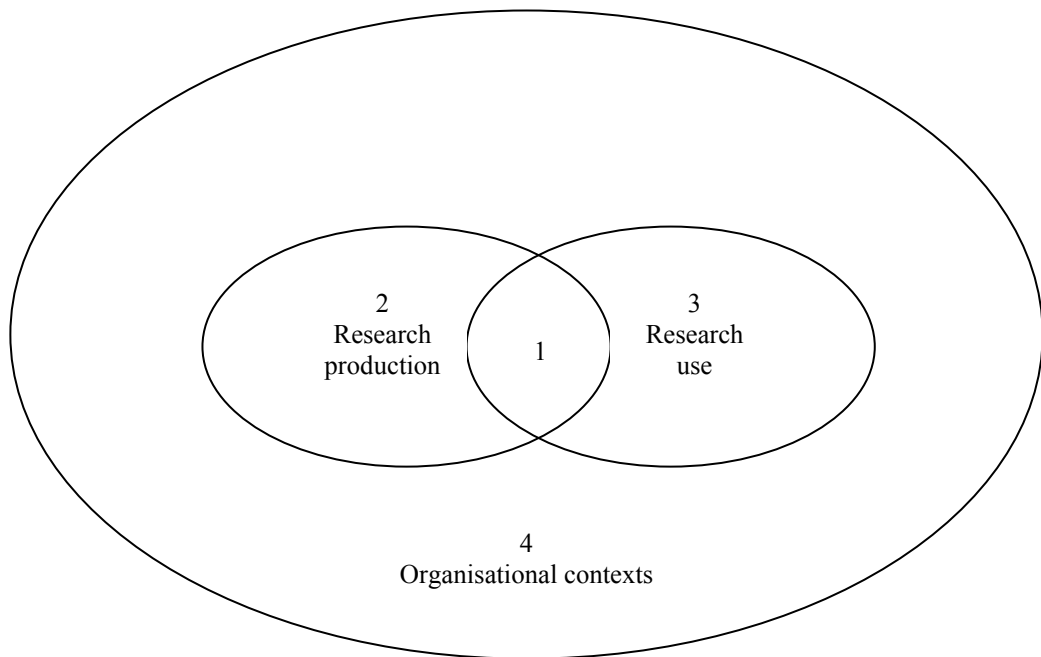 2
Research
production
1
3
Research
use
4
Organisational contexts